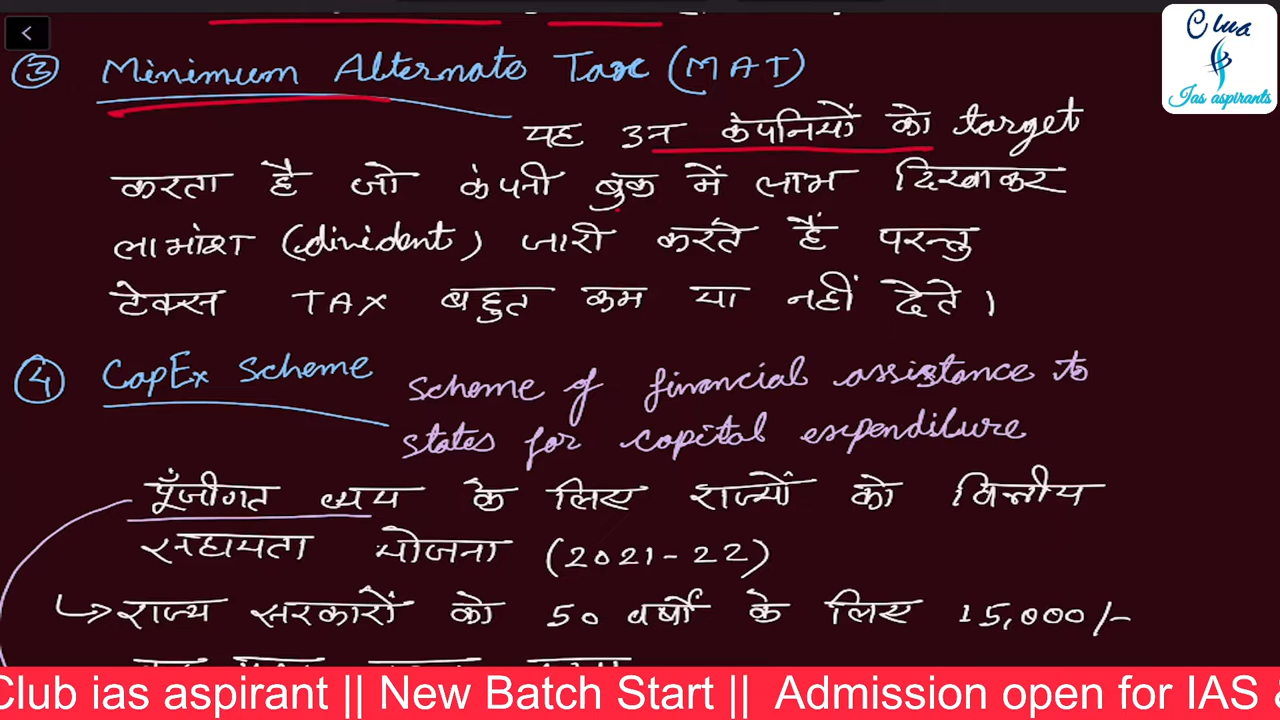 Clua
Ias aspirants
③ Minimum Alternate Tax (MAT)
यह उन कंपनियों को target
करता है जो कंपनी बुक में लाभ दिखाकर
लाभांश (divident) जारी करते हैं परन्तु
टेक्स TAX बहुत कम या नहीं देते ।
④ CapEx Scheme Scheme of financial assistance to
states for capital expenditure
पूँजीगत व्यय के लिए राज्यों को वित्तीय
सहायता योजना (2021-22)
↳ राज्य सरकारों को 50 वर्षों के लिए 15,000/-
Club ias aspirant || New Batch Start || Admission open for IAS &